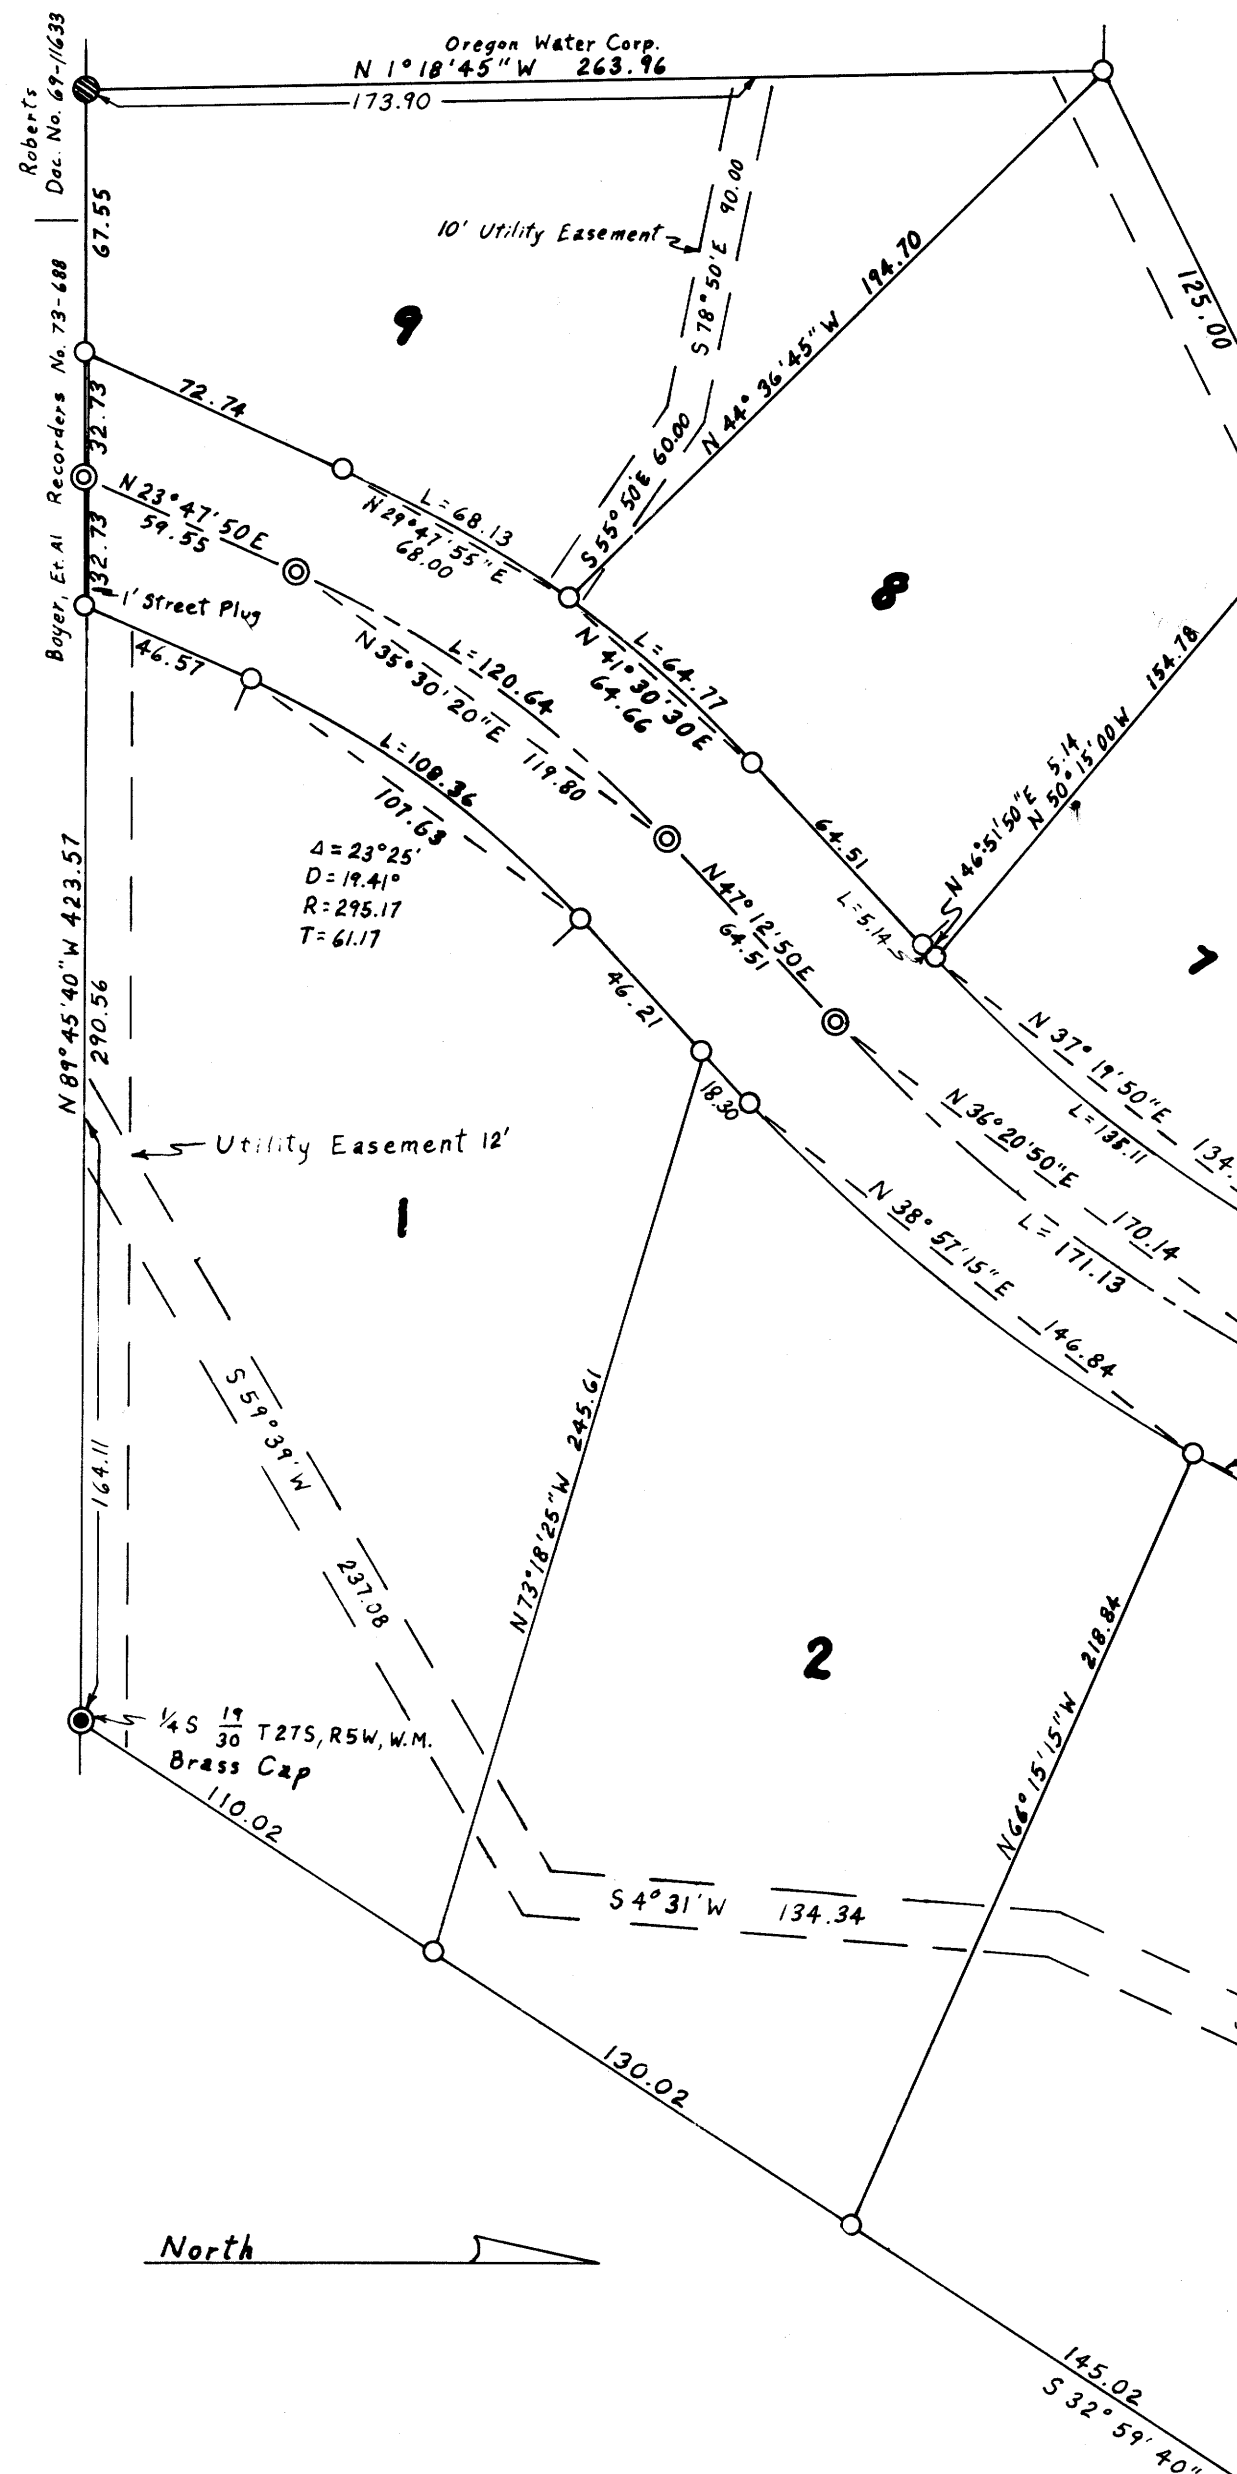 Oregon Water Corp.
N 1°18'45" W 263.96
173.90
Roberts
Doc. No. 69-11633
67.55
Boyer, Et. Al Recorders No. 73-688
10' Utility Easement
S 78°50'E 90.00
9
194.70
N 44° 36'45" W
125.00
72.74
32.73
N 23°47'50 E
59.55
L=68.13
N 29°47'55" E
68.00
S 55° 50'E 60.00
32.73
1' Street Plug
8
46.57
L=120.64
N 35°30'20" E 119.80
L=64.77
N 41°30'30 E
64.66
154.78
N 50°15'00 W
N 46°51'50" E 5.14
L=108.36
107.63
Δ = 23°25'
D = 19.41°
R = 295.17
T = 61.17
64.51
L=5.14
N 47° 12'50 E
64.51
7
N 89°45'40" W 423.57
290.56
46.21
18.30
N 37° 19'50" E 134.
L=135.11
N 36°20'50" E 170.14
L= 171.13
Utility Easement 12'
1
N 38° 57'15" E 146.84
S 59°39' W
237.08
164.11
N 73°18'25" W 245.61
2
N 66°15'15" W 218.84
1/4 S 19/30 T27S, R5W, W.M.
Brass Cap
110.02
S 4°31' W 134.34
130.02
North
145.02
S 32° 59' 40"